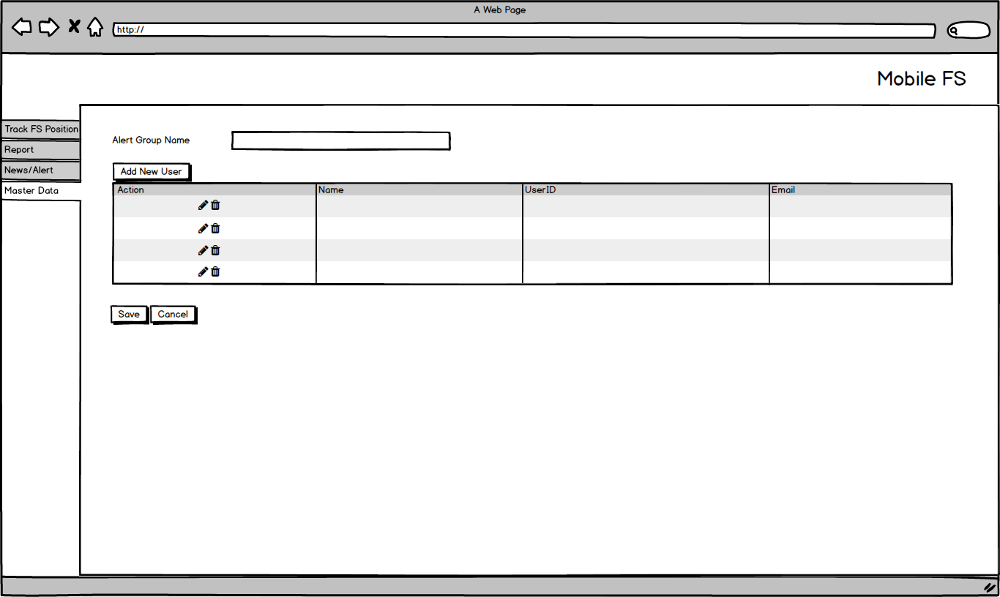 A Web Page
http://
Mobile FS
Track FS Position
Report
News/Alert
Master Data
Alert Group Name
Add New User
Action Name UserID Email
Save Cancel